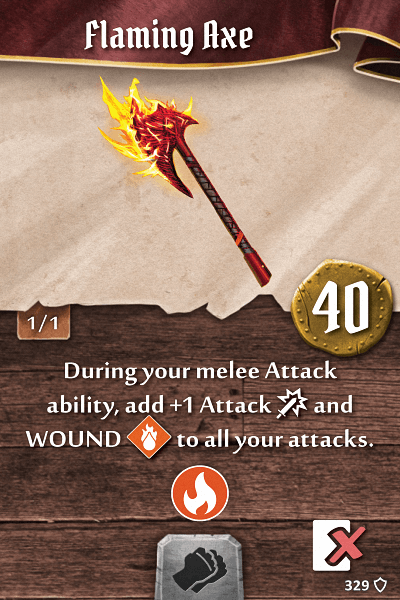 Flaming Axe
40
1/1
During your melee Attack
ability, add +1 Attack and
WOUND to all your attacks.
329